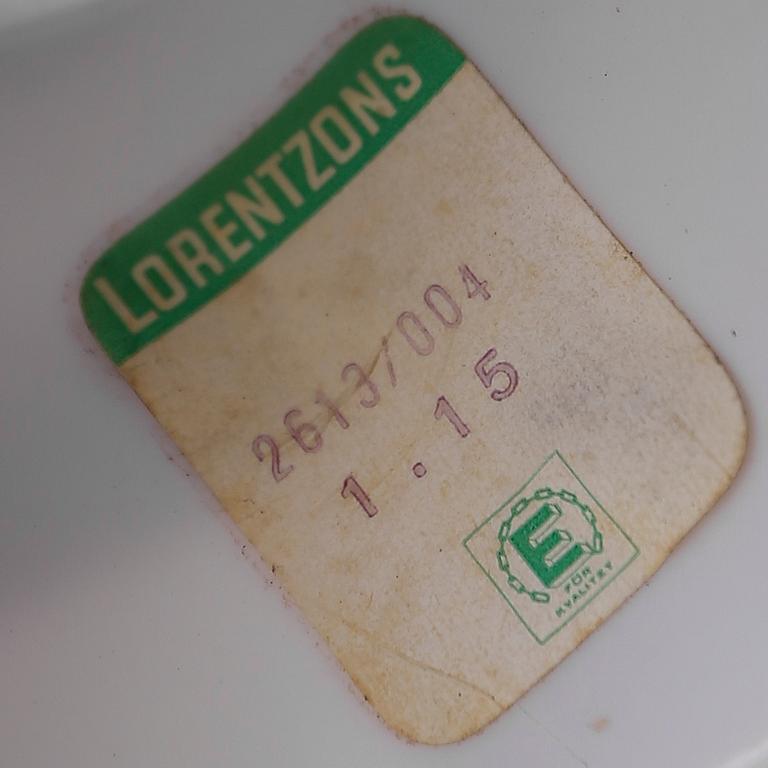 LORENTZONS
2613/004
1.15
E
FÖR
KVALITET